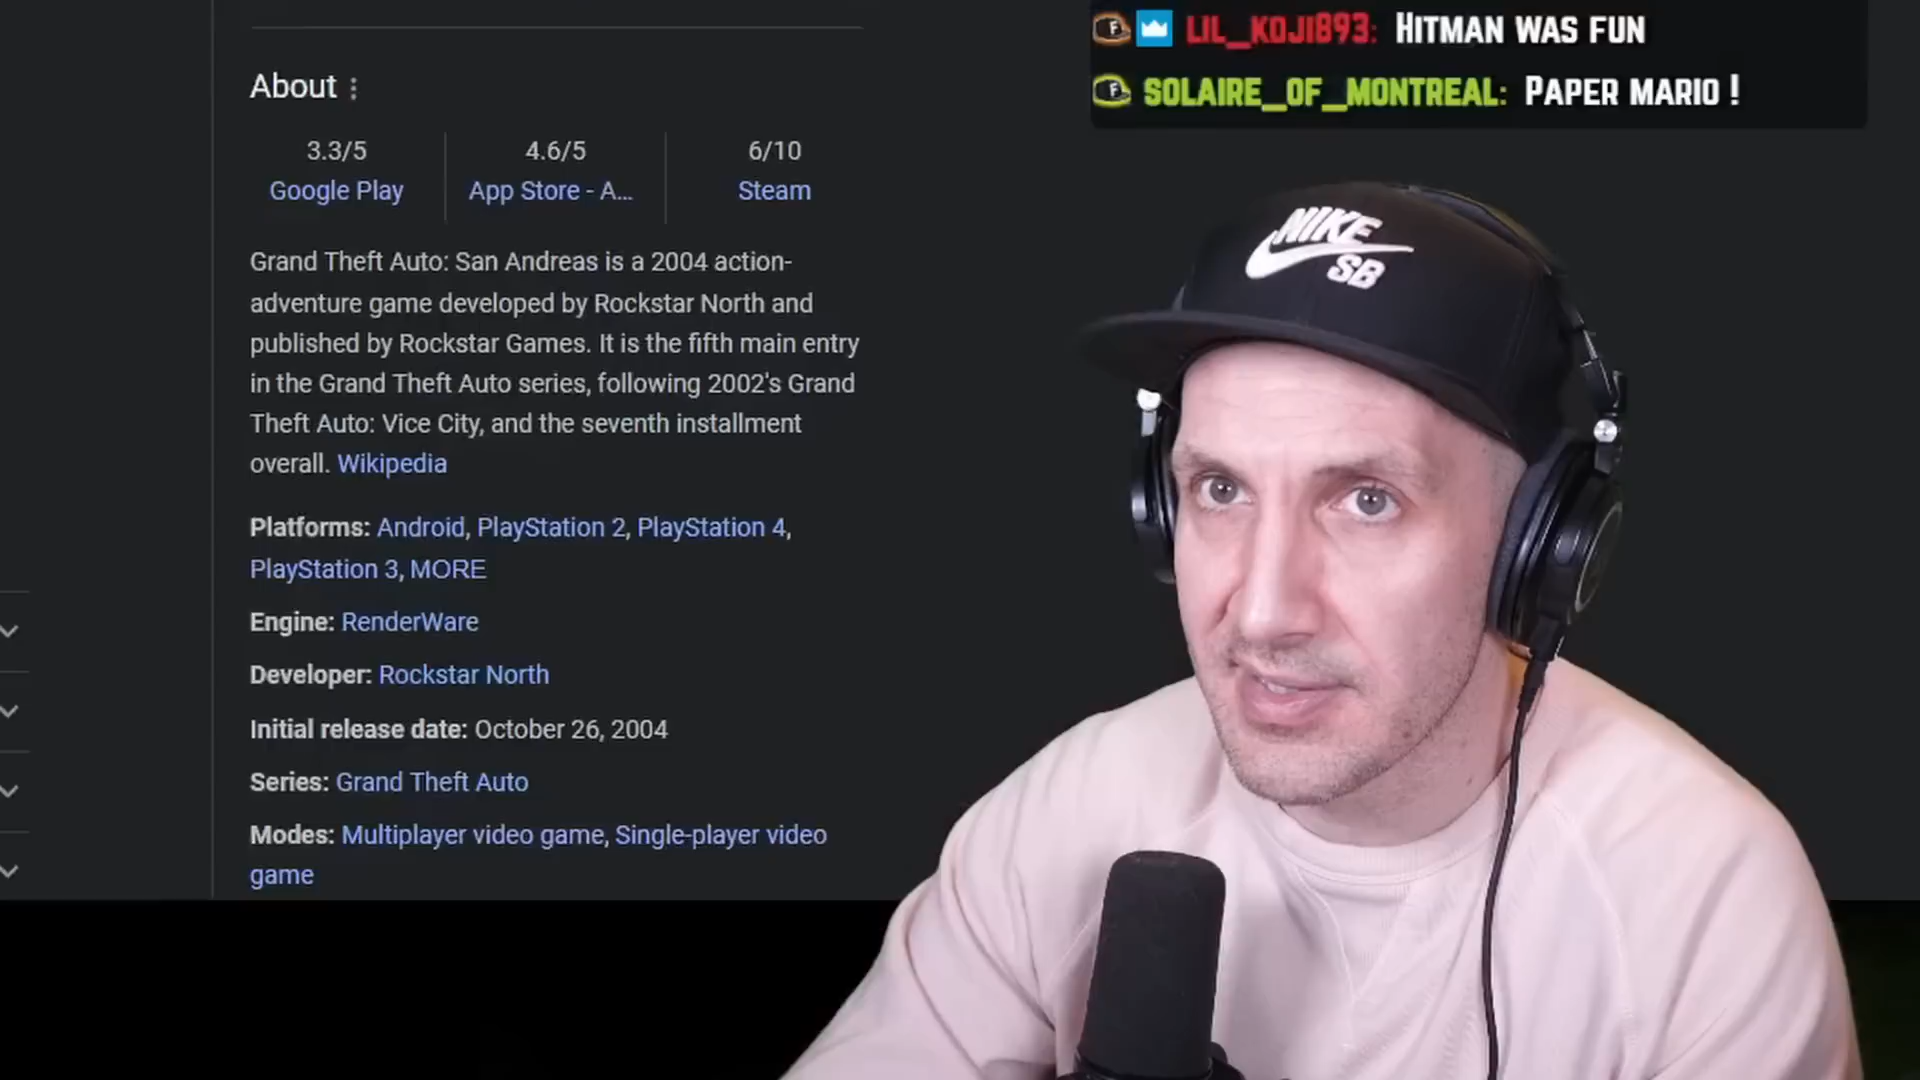 LIL_KOJI893: HITMAN WAS FUN
SOLAIRE_OF_MONTREAL: PAPER MARIO !
About
3.3/5
Google Play
4.6/5
App Store - A...
6/10
Steam
Grand Theft Auto: San Andreas is a 2004 action-
adventure game developed by Rockstar North and
published by Rockstar Games. It is the fifth main entry
in the Grand Theft Auto series, following 2002's Grand
Theft Auto: Vice City, and the seventh installment
overall. Wikipedia
Platforms: Android, PlayStation 2, PlayStation 4,
PlayStation 3, MORE
Engine: RenderWare
Developer: Rockstar North
Initial release date: October 26, 2004
Series: Grand Theft Auto
Modes: Multiplayer video game, Single-player video
game
NIKE
SB